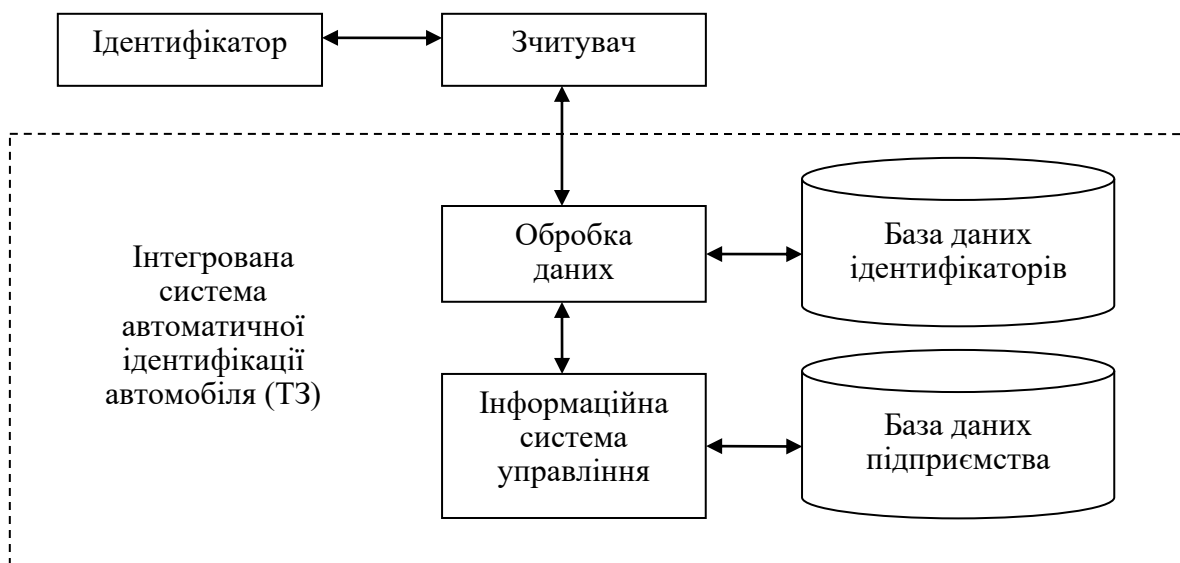 Ідентифікатор
Зчитувач
Інтегрована
система
автоматичної
ідентифікації
автомобіля (ТЗ)
Обробка
даних
База даних
ідентифікаторів
Інформаційна
система
управління
База даних
підприємства